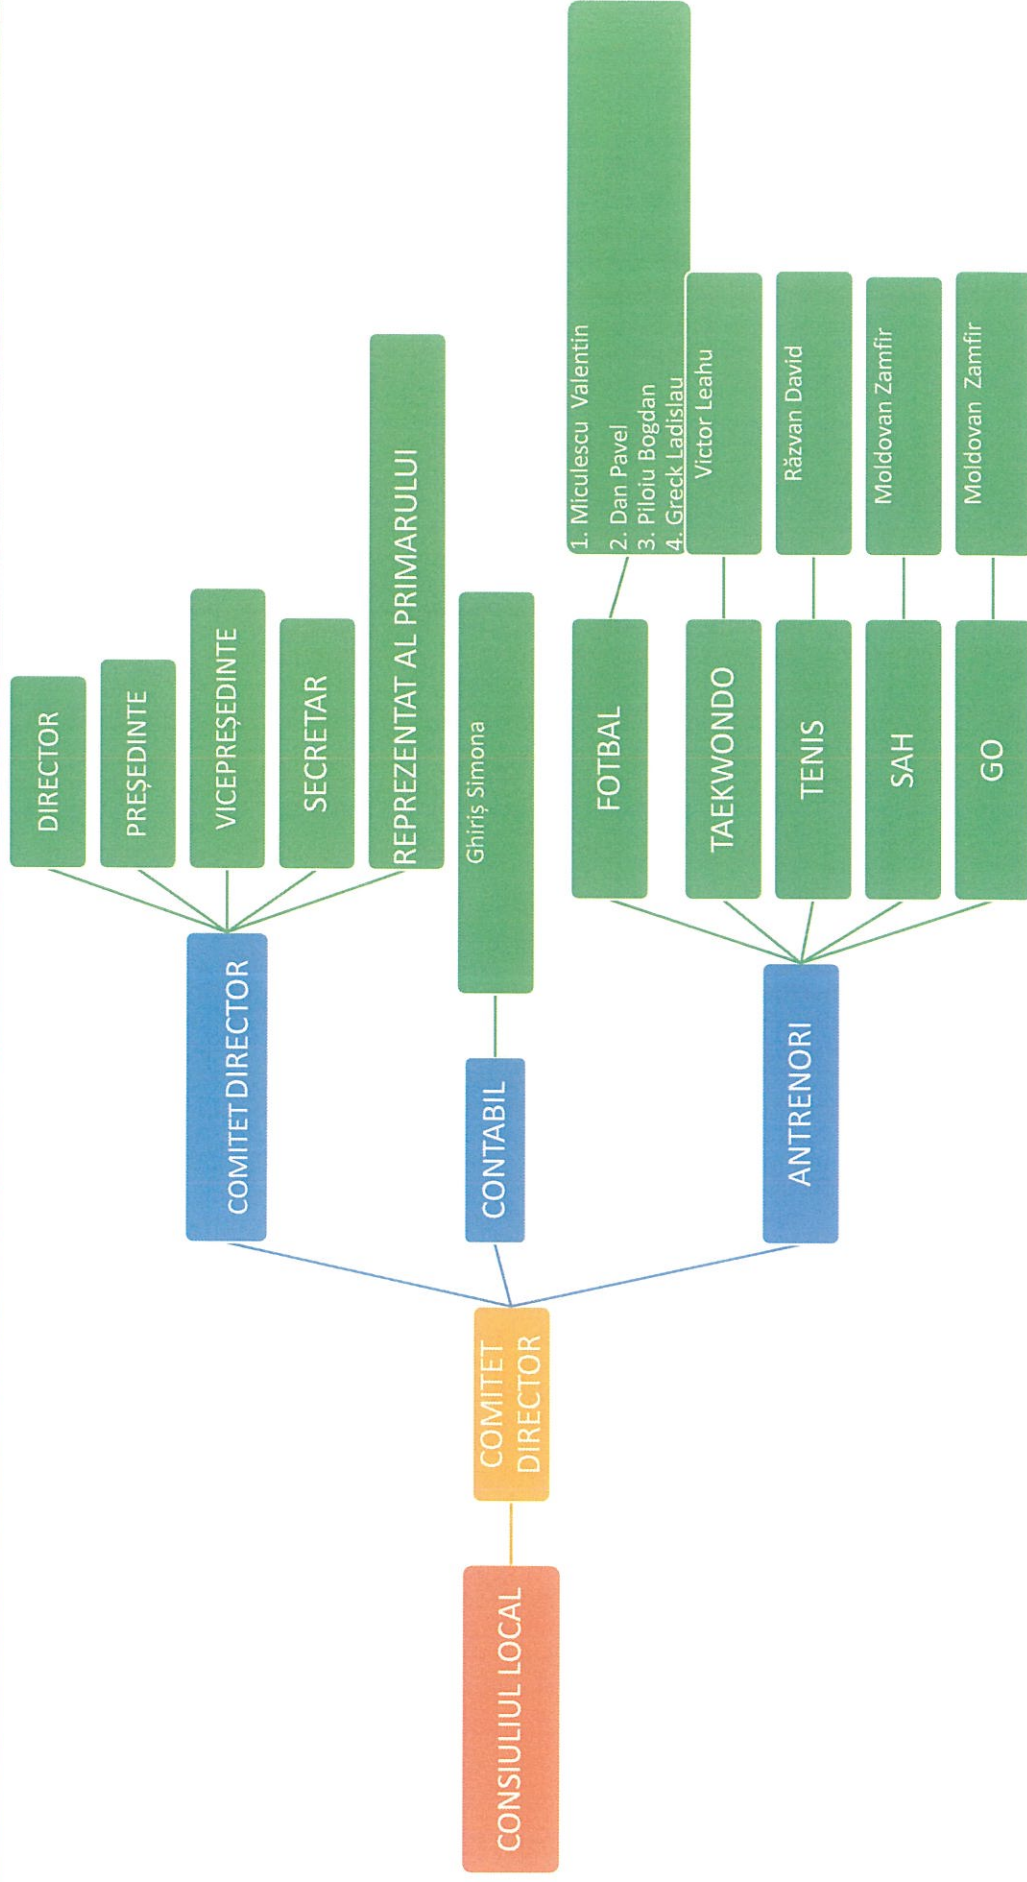 CONSIULIUL LOCAL
COMITET
DIRECTOR
COMITET DIRECTOR
DIRECTOR
PREȘEDINTE
VICEPREȘEDINTE
SECRETAR
REPREZENTAT AL PRIMARULUI
CONTABIL
Ghiriș Simona
ANTRENORI
FOTBAL
1. Miculescu Valentin
2. Dan Pavel
3. Piloiu Bogdan
4. Greck Ladislau
TAEKWONDO
Victor Leahu
TENIS
Răzvan David
SAH
Moldovan Zamfir
GO
Moldovan Zamfir